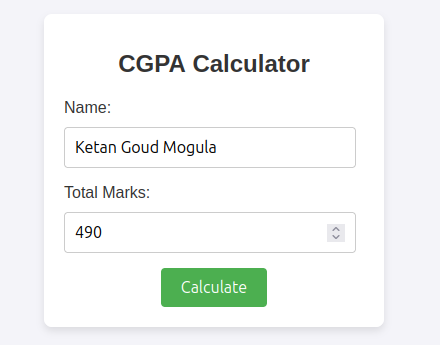 CGPA Calculator
Name:
Ketan Goud Mogula
Total Marks:
490
Calculate